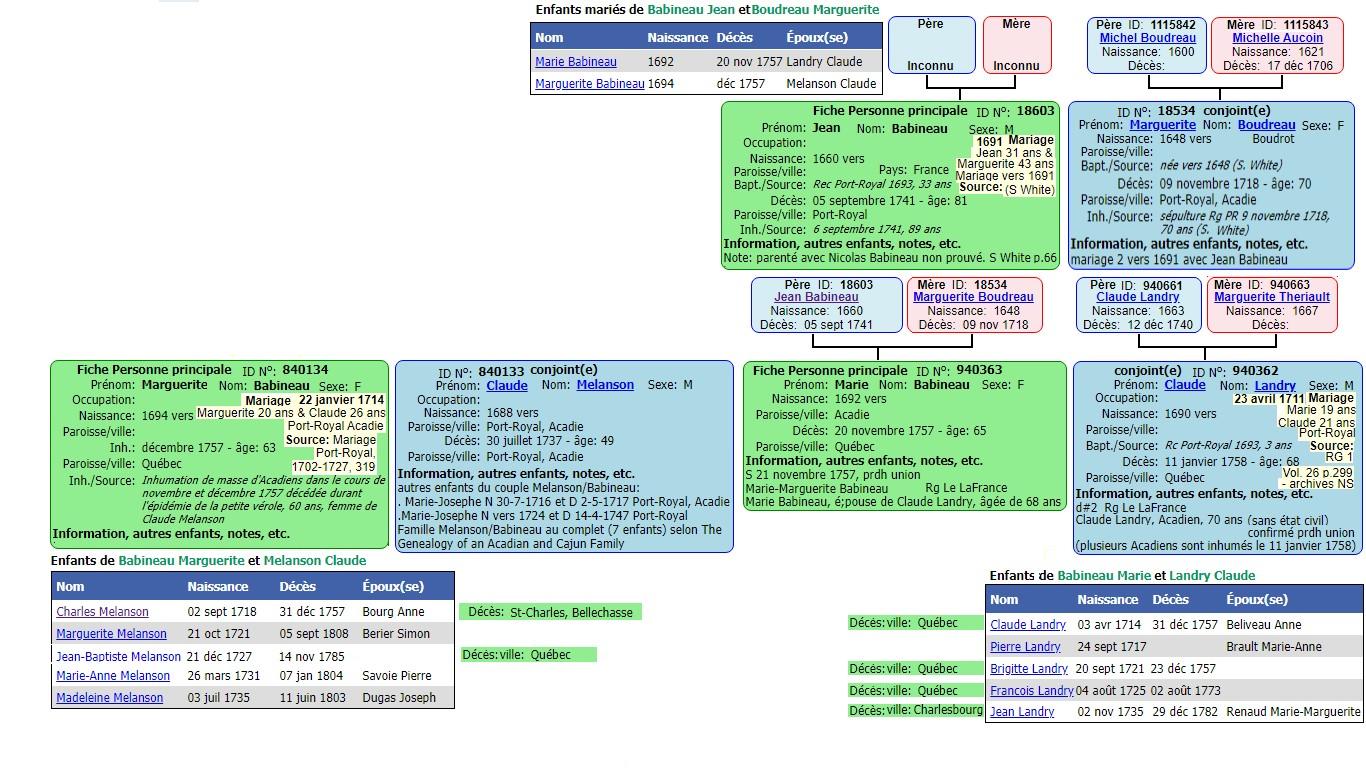 Enfants mariés de Babineau Jean etBoudreau Marguerite
Nom Naissance Décès Époux(se)
Marie Babineau 1692 20 nov 1757 Landry Claude
Marguerite Babineau 1694 déc 1757 Melanson Claude
Père
Inconnu
Mère
Inconnu
Père ID: 1115842
Michel Boudreau
Naissance: 1600
Décès:
Mère ID: 1115843
Michelle Aucoin
Naissance: 1621
Décès: 17 déc 1706
Fiche Personne principale ID N°: 18603
Prénom: Jean Nom: Babineau Sexe: M
Occupation:
1691 Mariage
Jean 31 ans &
Marguerite 43 ans
Mariage vers 1691
Source: (S White)
Naissance: 1660 vers
Paroisse/ville: Pays: France
Bapt./Source: Rec Port-Royal 1693, 33 ans
Décès: 05 septembre 1741 - âge: 81
Paroisse/ville: Port-Royal
Inh./Source: 6 septembre 1741, 89 ans
Information, autres enfants, notes, etc.
Note: parenté avec Nicolas Babineau non prouvé. S White p.66
ID N°: 18534 conjoint(e)
Prénom: Marguerite Nom: Boudreau Sexe: F
Naissance: 1648 vers Boudrot
Paroisse/ville:
Bapt./Source: née vers 1648 (S. White)
Décès: 09 novembre 1718 - âge: 70
Paroisse/ville: Port-Royal, Acadie
Inh./Source: sépulture Rg PR 9 novembre 1718,
70 ans (S. White)
Information, autres enfants, notes, etc.
mariage 2 vers 1691 avec Jean Babineau
Père ID: 18603
Jean Babineau
Naissance: 1660
Décès: 05 sept 1741
Mère ID: 18534
Marguerite Boudreau
Naissance: 1648
Décès: 09 nov 1718
Père ID: 940661
Claude Landry
Naissance: 1663
Décès: 12 déc 1740
Mère ID: 940663
Marguerite Theriault
Naissance: 1667
Décès:
Fiche Personne principale ID N°: 840134
Prénom: Marguerite Nom: Babineau Sexe: F
Occupation:
Mariage 22 janvier 1714
Marguerite 20 ans & Claude 26 ans
Port-Royal Acadie
Source: Mariage
Port-Royal,
1702-1727, 319
Naissance: 1694 vers
Paroisse/ville:
Inh.: décembre 1757 - âge: 63
Paroisse/ville: Québec
Inh./Source: Inhumation de masse d'Acadiens dans le cours de
novembre et décembre 1757 décédée durant
l'épidémie de la petite vérole, 60 ans, femme de
Claude Melanson
Information, autres enfants, notes, etc.
ID N°: 840133 conjoint(e)
Prénom: Claude Nom: Melanson Sexe: M
Occupation:
Naissance: 1688 vers
Paroisse/ville: Port-Royal, Acadie
Décès: 30 juillet 1737 - âge: 49
Paroisse/ville: Port-Royal, Acadie
Information, autres enfants, notes, etc.
autres enfants du couple Melanson/Babineau:
. Marie-Josephe N 30-7-1716 et D 2-5-1717 Port-Royal, Acadie
.Marie-Josephe N vers 1724 et D 14-4-1747 Port-Royal
Famille Melanson/Babineau au complet (7 enfants) selon The
Genealogy of an Acadian and Cajun Family
Fiche Personne principale ID N°: 940363
Prénom: Marie Nom: Babineau Sexe: F
Naissance: 1692 vers
Paroisse/ville: Acadie
Décès: 20 novembre 1757 - âge: 65
Paroisse/ville: Québec
Information, autres enfants, notes, etc.
S 21 novembre 1757, prdh union
Marie-Marguerite Babineau Rg Le LaFrance
Marie Babineau, é;pouse de Claude Landry, âgée de 68 ans
conjoint(e) ID N°: 940362
Prénom: Claude Nom: Landry Sexe: M
Occupation:
23 avril 1711 Mariage
Marie 19 ans
Claude 21 ans
Port-Royal
Source:
RG 1
Vol. 26 p.299
- archives NS
Naissance: 1690 vers
Paroisse/ville:
Bapt./Source: Rc Port-Royal 1693, 3 ans
Décès: 11 janvier 1758 - âge: 68
Paroisse/ville: Québec
Information, autres enfants, notes, etc.
d#2 Rg Le LaFrance
Claude Landry, Acadien, 70 ans (sans état civil)
confirmé prdh union
(plusieurs Acadiens sont inhumés le 11 janvier 1758)
Enfants de Babineau Marguerite et Melanson Claude
Nom Naissance Décès Époux(se)
Charles Melanson 02 sept 1718 31 déc 1757 Bourg Anne Décès: St-Charles, Bellechasse
Marguerite Melanson 21 oct 1721 05 sept 1808 Berier Simon
Jean-Baptiste Melanson 21 déc 1727 14 nov 1785 Décès: ville: Québec
Marie-Anne Melanson 26 mars 1731 07 jan 1804 Savoie Pierre
Madeleine Melanson 03 juil 1735 11 juin 1803 Dugas Joseph
Enfants de Babineau Marie et Landry Claude
Nom Naissance Décès Époux(se)
Décès: ville: Québec Claude Landry 03 avr 1714 31 déc 1757 Beliveau Anne
Pierre Landry 24 sept 1717 Brault Marie-Anne
Décès: ville: Québec Brigitte Landry 20 sept 1721 23 déc 1757
Décès: ville: Québec Francois Landry 04 août 1725 02 août 1773
Décès: ville: Charlesbourg Jean Landry 02 nov 1735 29 déc 1782 Renaud Marie-Marguerite